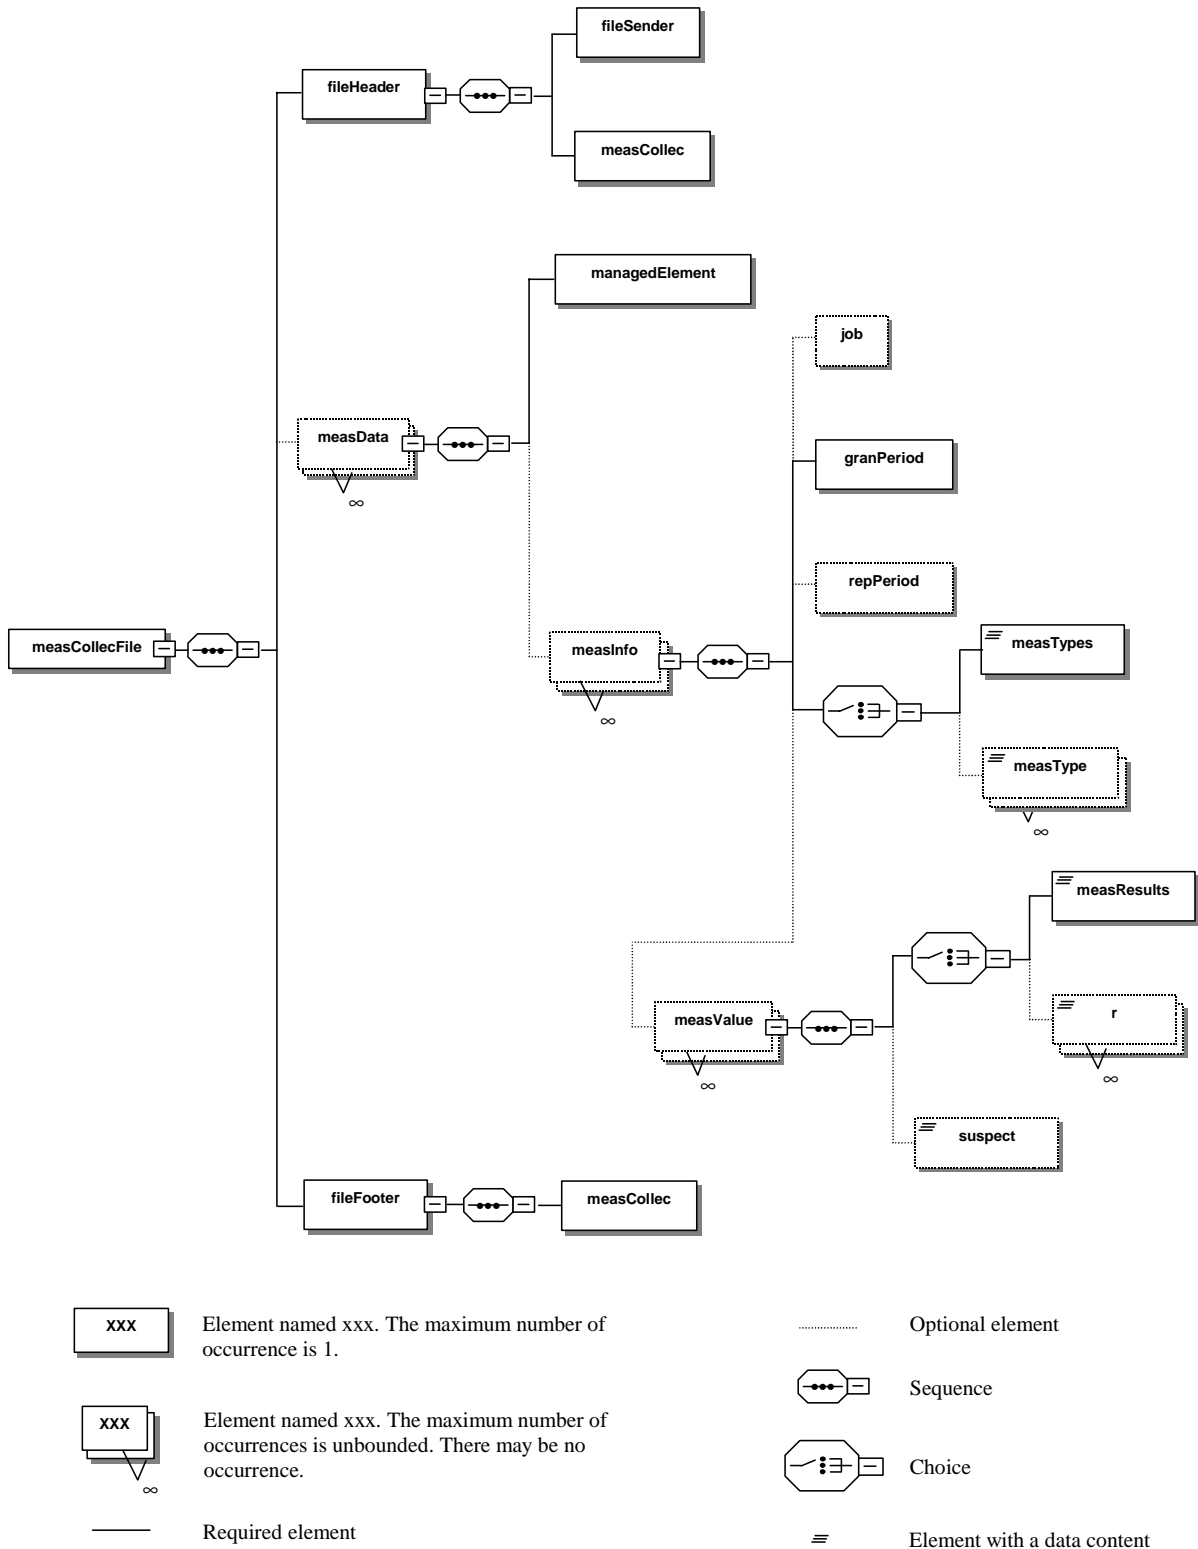 fileSender
fileHeader
measCollec
managedElement
job
measData
granPeriod
∞
repPeriod
measCollecFile
measInfo
measTypes
∞
measType
∞
measResults
measValue
r
∞
∞
suspect
fileFooter
measCollec
XXX
Element named xxx. The maximum number of
occurrence is 1.
XXX
Element named xxx. The maximum number of
occurrences is unbounded. There may be no
occurrence.
∞
Required element
Optional element
Sequence
Choice
Element with a data content